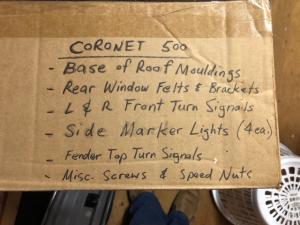 CORONET 500
- Base of Roof Mouldings
- Rear Window Felts & Brackets
- L & R Front Turn Signals
- Side Marker Lights (4ea.)
- Fender Top Turn Signals
- Misc. Screws & Speed Nuts